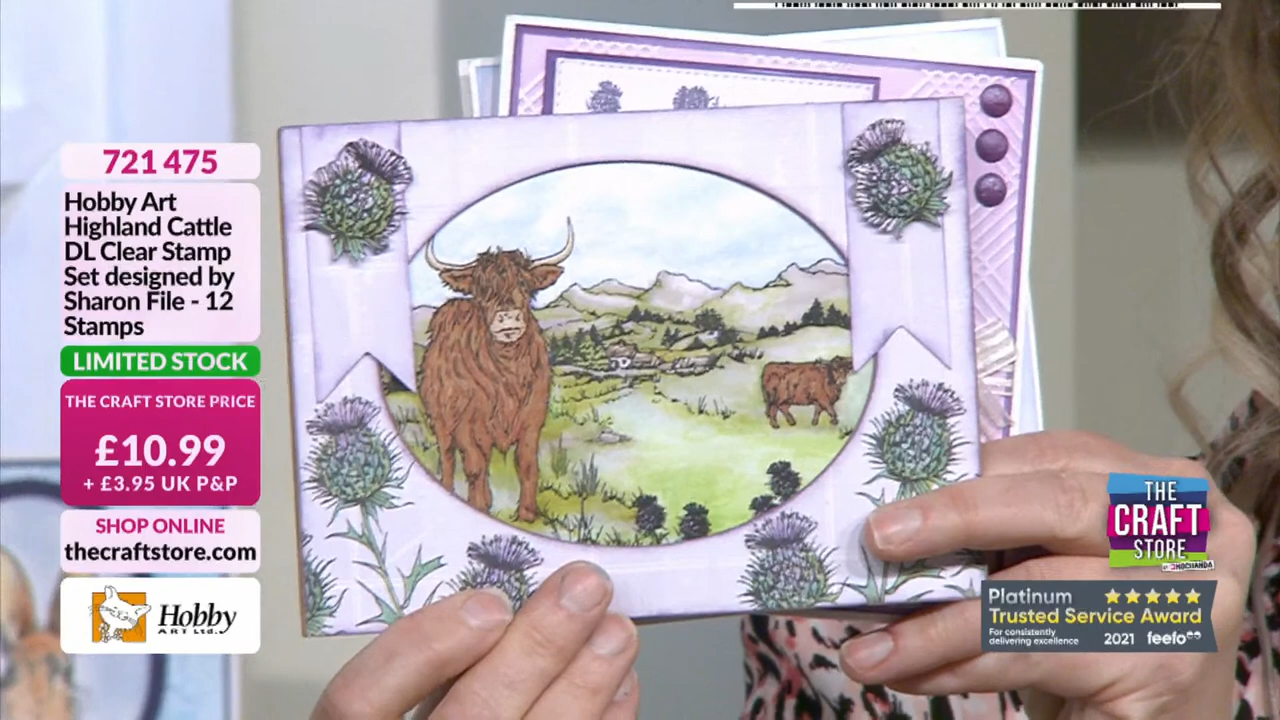 721 475
Hobby Art
Highland Cattle
DL Clear Stamp
Set designed by
Sharon File - 12
Stamps
LIMITED STOCK
THE CRAFT STORE PRICE
£10.99
+ £3.95 UK P&P
SHOP ONLINE
thecraftstore.com
Hobby
ART Ltd.
THE
CRAFT
STORE
HOCHANDA
Platinum
Trusted Service Award
For consistently
delivering excellence
2021 feefo